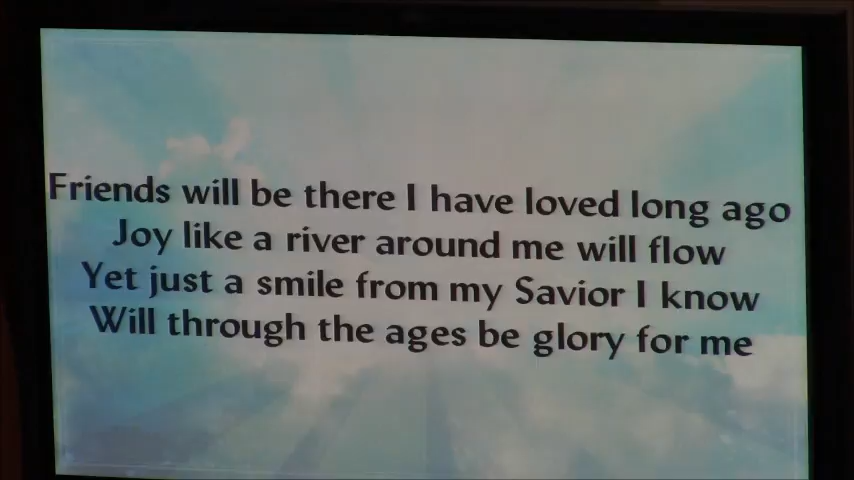 Friends will be there I have loved long ago
Joy like a river around me will flow
Yet just a smile from my Savior I know
Will through the ages be glory for me